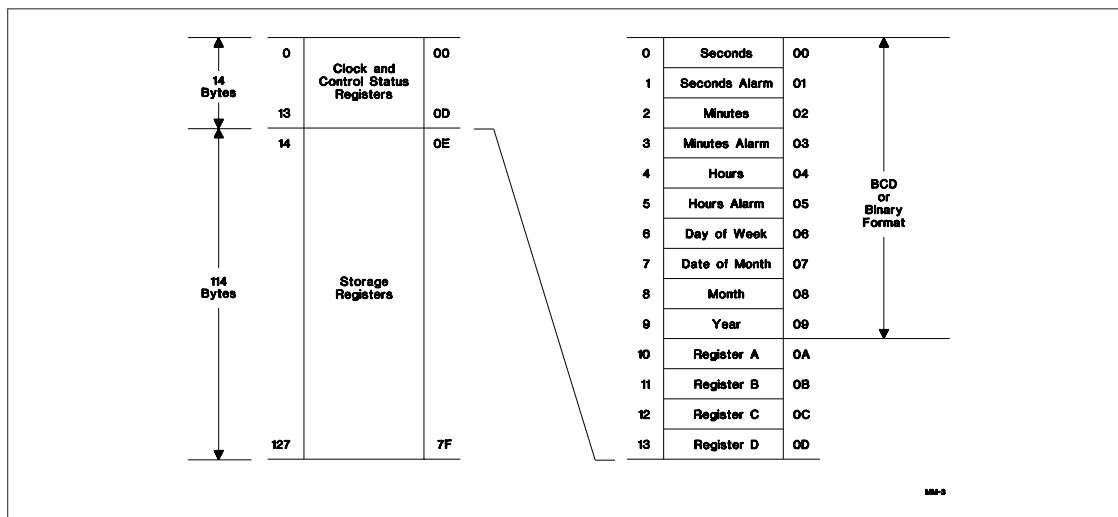 0 00
14 Bytes
Clock and Control Status Registers
13 0D
14 0E
114 Bytes
Storage Registers
127 7F
0 Seconds 00
1 Seconds Alarm 01
2 Minutes 02
3 Minutes Alarm 03
4 Hours 04
5 Hours Alarm 05
6 Day of Week 06
7 Date of Month 07
8 Month 08
9 Year 09
10 Register A 0A
11 Register B 0B
12 Register C 0C
13 Register D 0D
BCD
or
Binary
Format
MM-3